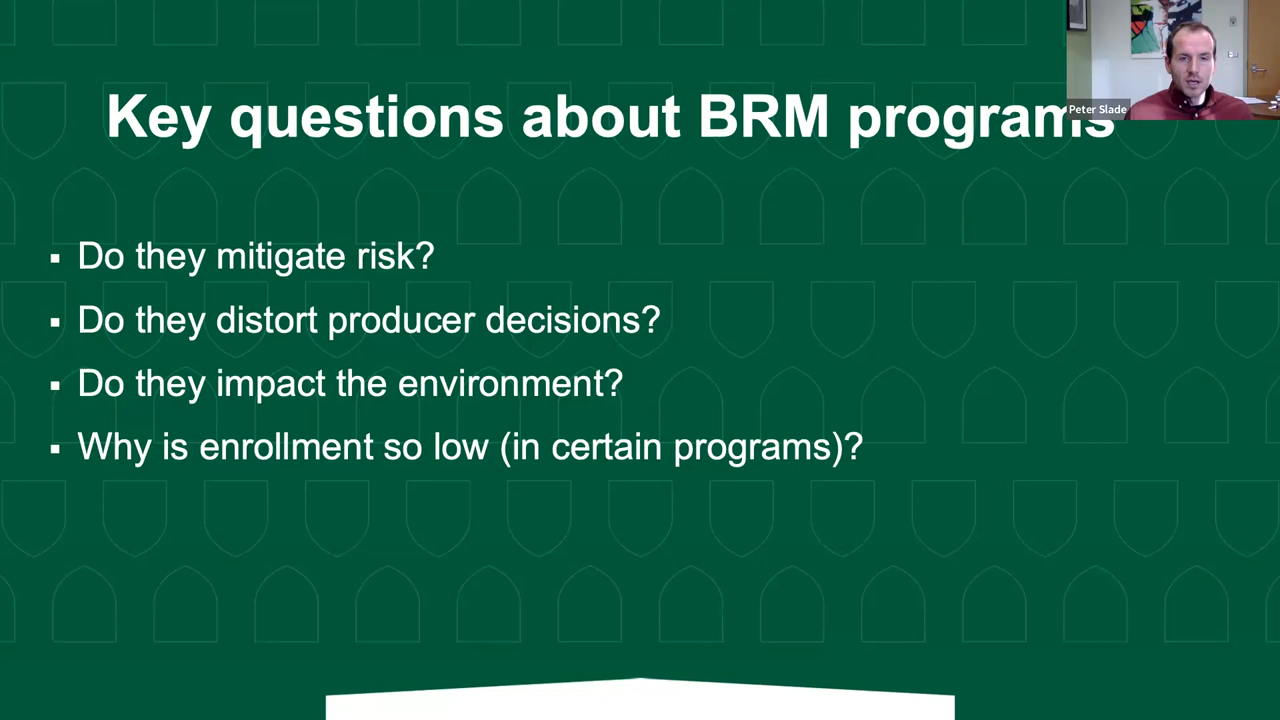 Key questions about BRM programs
Peter Slade
▪ Do they mitigate risk?
▪ Do they distort producer decisions?
▪ Do they impact the environment?
▪ Why is enrollment so low (in certain programs)?